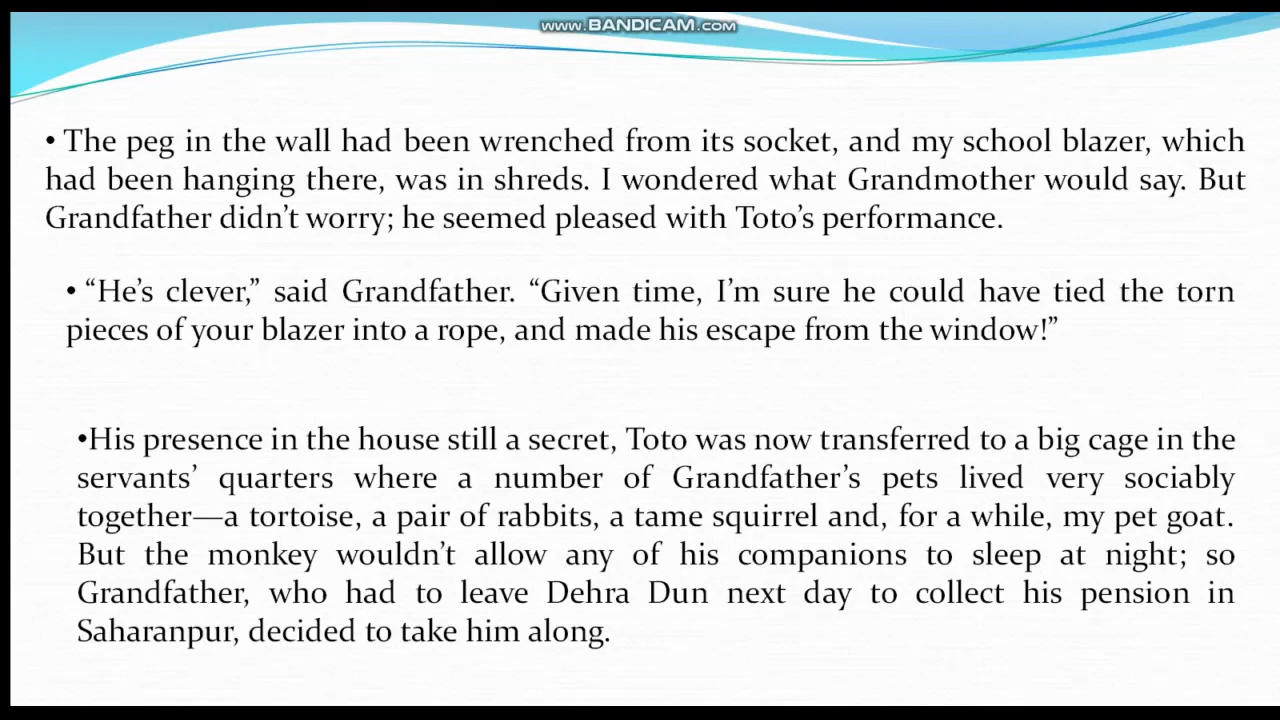 www.BANDICAM.com
• The peg in the wall had been wrenched from its socket, and my school blazer, which
had been hanging there, was in shreds. I wondered what Grandmother would say. But
Grandfather didn’t worry; he seemed pleased with Toto’s performance.
• “He’s clever,” said Grandfather. “Given time, I’m sure he could have tied the torn
pieces of your blazer into a rope, and made his escape from the window!”
•His presence in the house still a secret, Toto was now transferred to a big cage in the
servants’ quarters where a number of Grandfather’s pets lived very sociably
together—a tortoise, a pair of rabbits, a tame squirrel and, for a while, my pet goat.
But the monkey wouldn’t allow any of his companions to sleep at night; so
Grandfather, who had to leave Dehra Dun next day to collect his pension in
Saharanpur, decided to take him along.